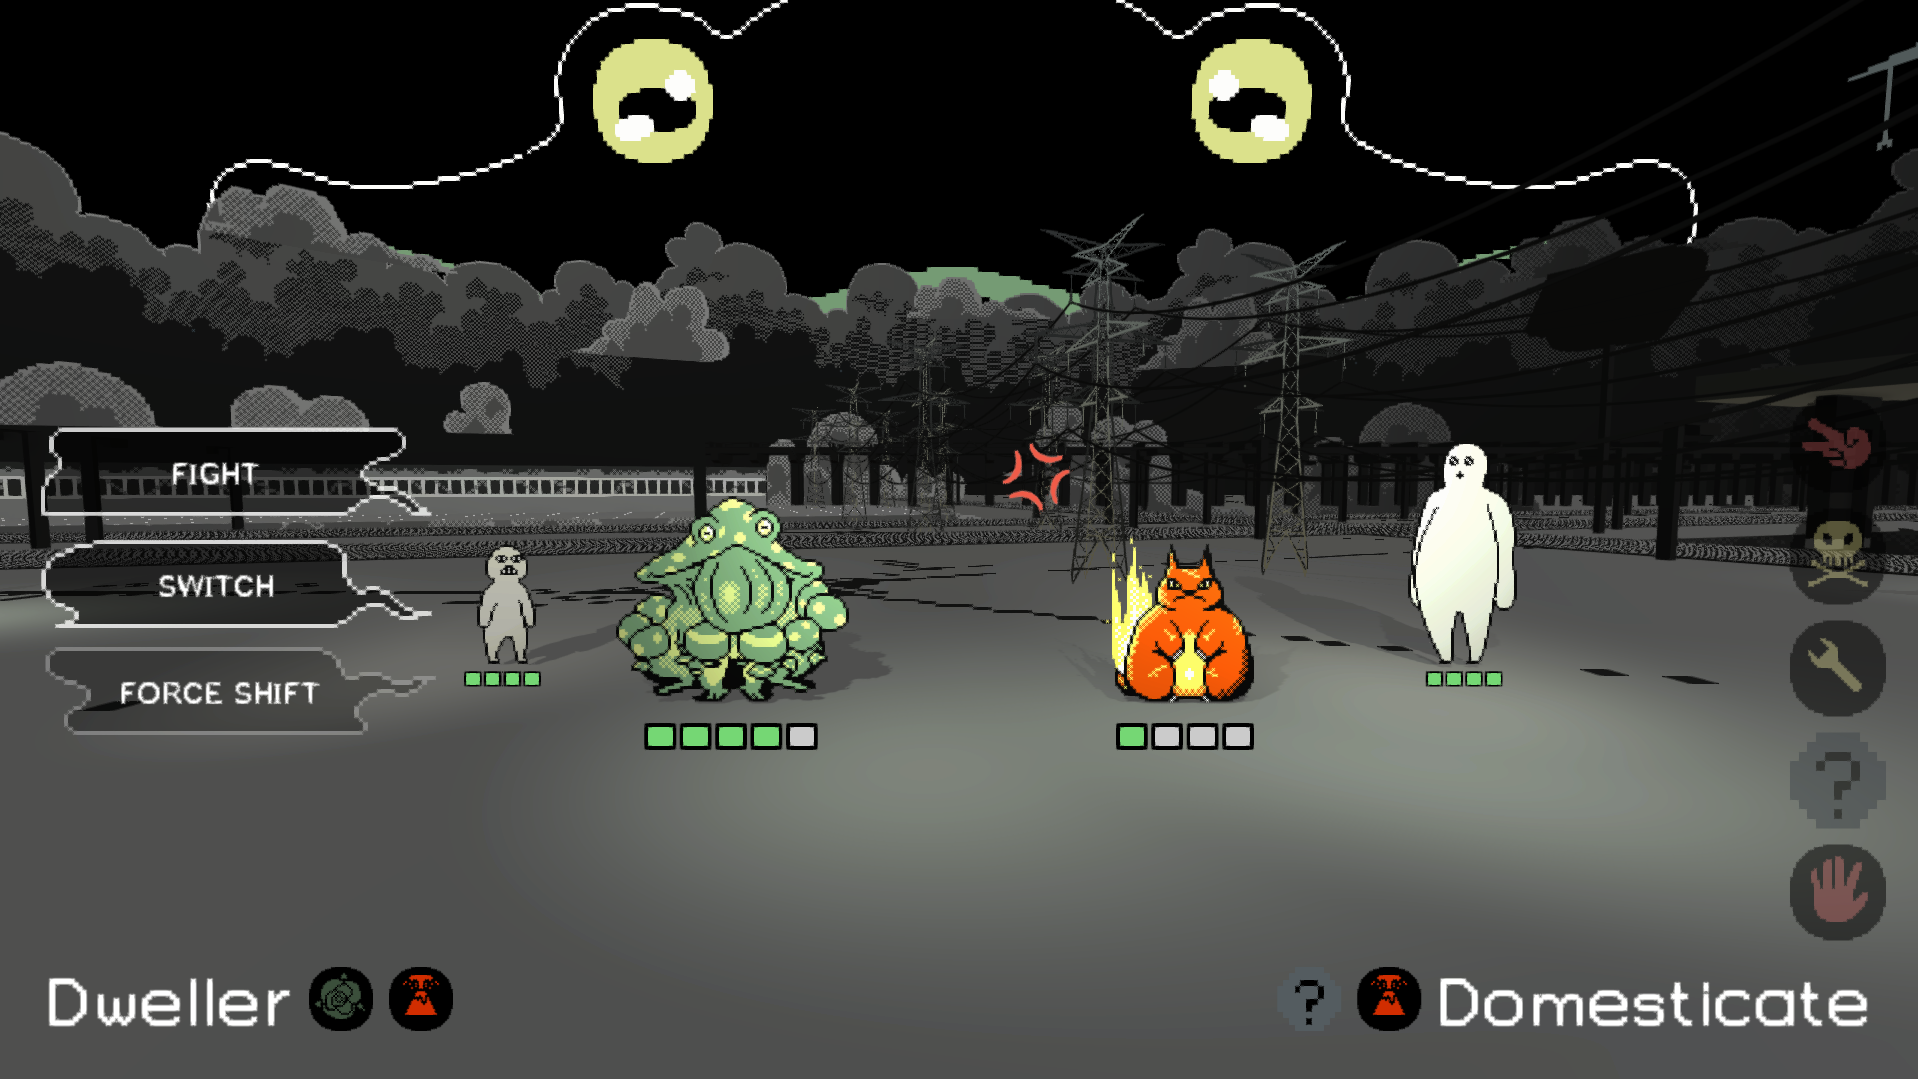 FIGHT
SWITCH
FORCE SHIFT
?
Dweller
? Domesticate